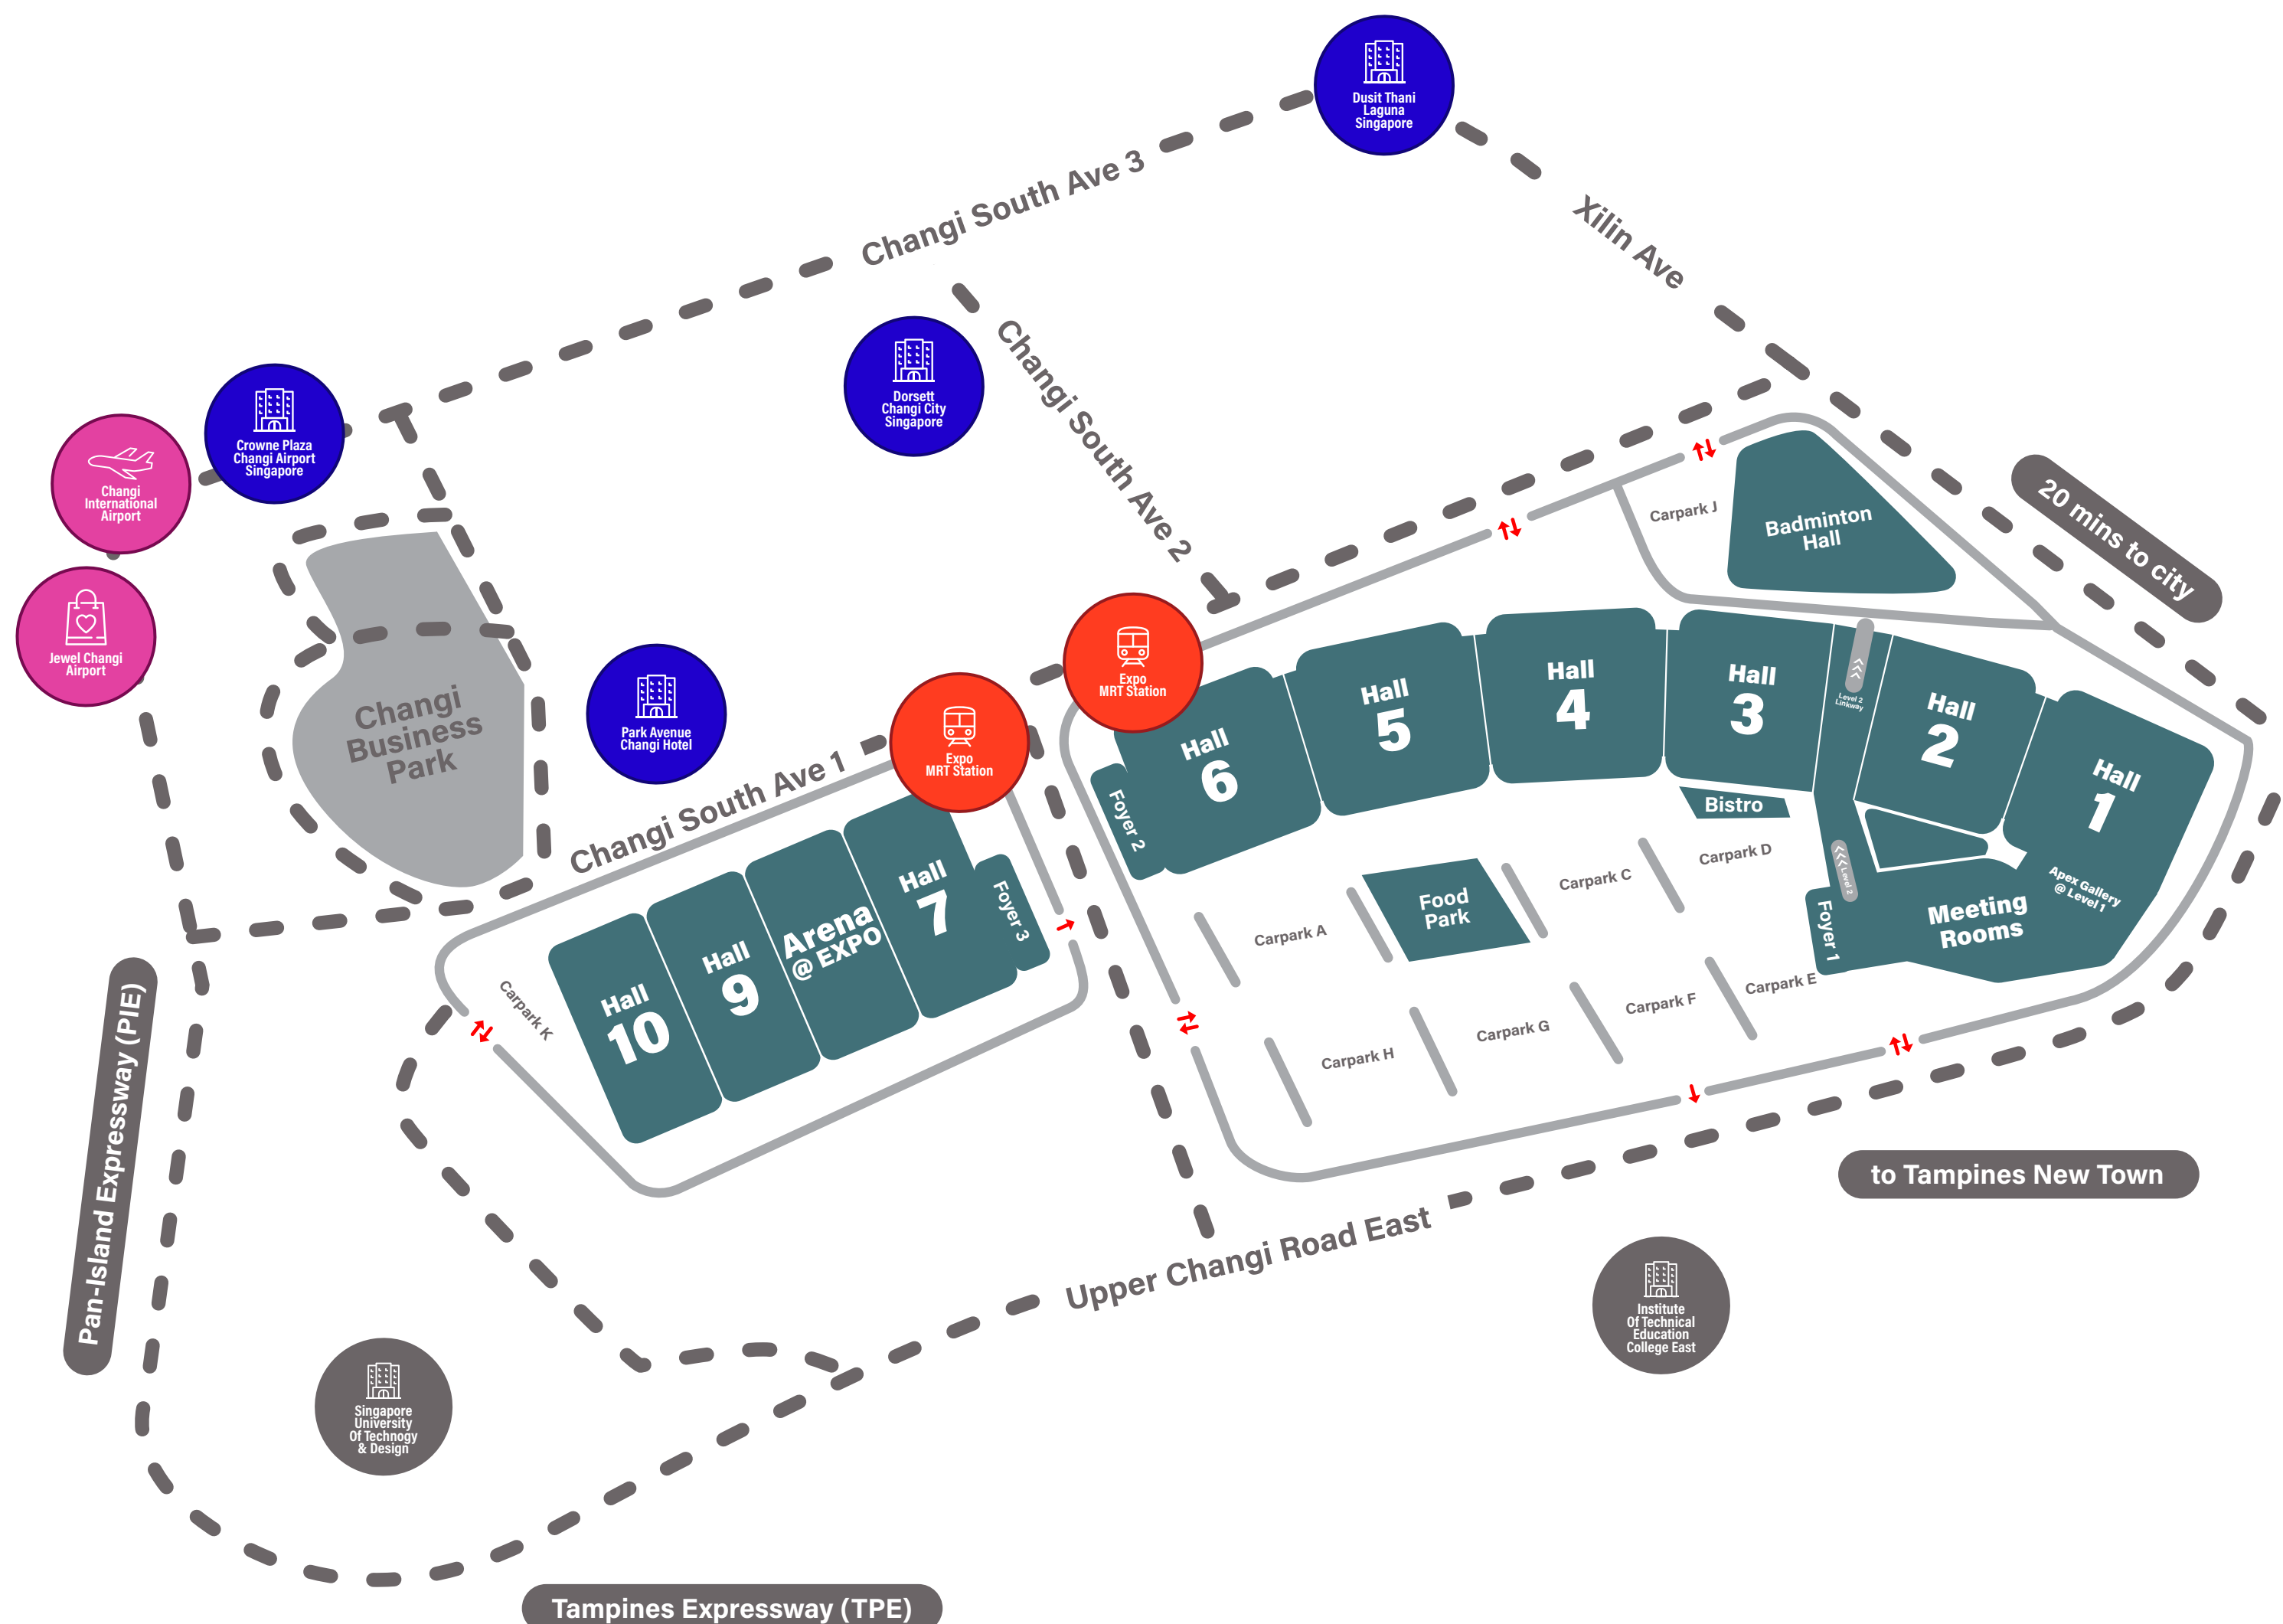 Dusit Thani
Laguna
Singapore
Changi South Ave 3
Xilin Ave
Dorsett
Changi City
Singapore
Changi South Ave 2
Crowne Plaza
Changi Airport
Singapore
Changi
International
Airport
Jewel Changi
Airport
20 mins to city
Carpark J
Badminton
Hall
Changi
Business
Park
Park Avenue
Changi Hotel
Expo
MRT Station
Expo
MRT Station
Changi South Ave 1
Hall
6
Hall
5
Hall
4
Hall
3
Level 2
Linkway
Hall
2
Hall
1
Foyer 2
Bistro
Level 2
Apex Gallery
@ Level 1
Meeting
Rooms
Foyer 1
Food
Park
Carpark A
Carpark C
Carpark D
Carpark E
Carpark F
Carpark G
Carpark H
Hall
7
Foyer 3
Arena
@ EXPO
Hall
9
Hall
10
Carpark K
Pan-Island Expressway (PIE)
to Tampines New Town
Upper Changi Road East
Institute
Of Technical
Education
College East
Singapore
University
Of Technogy
& Design
Tampines Expressway (TPE)